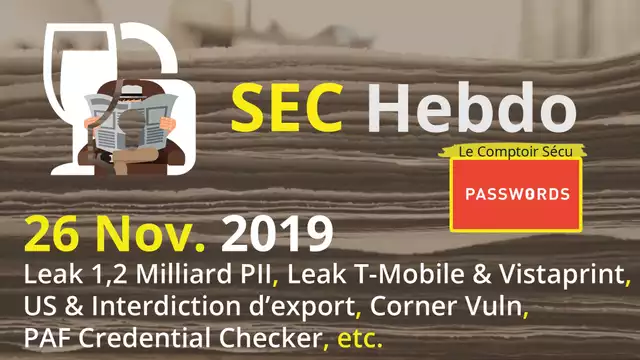 SEC Hebdo
Le Comptoir Sécu
PASSWORDS
26 Nov. 2019
Leak 1,2 Milliard PII, Leak T-Mobile & Vistaprint,
US & Interdiction d’export, Corner Vuln,
PAF Credential Checker, etc.